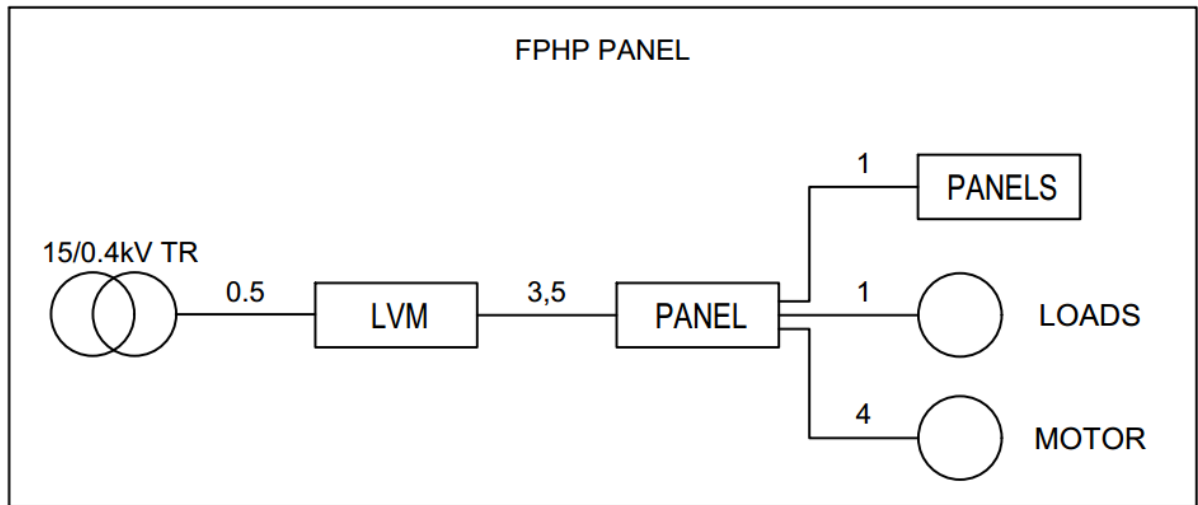 FPHP PANEL
1
PANELS
15/0.4kV TR
0.5
LVM
3,5
PANEL
1
LOADS
4
MOTOR